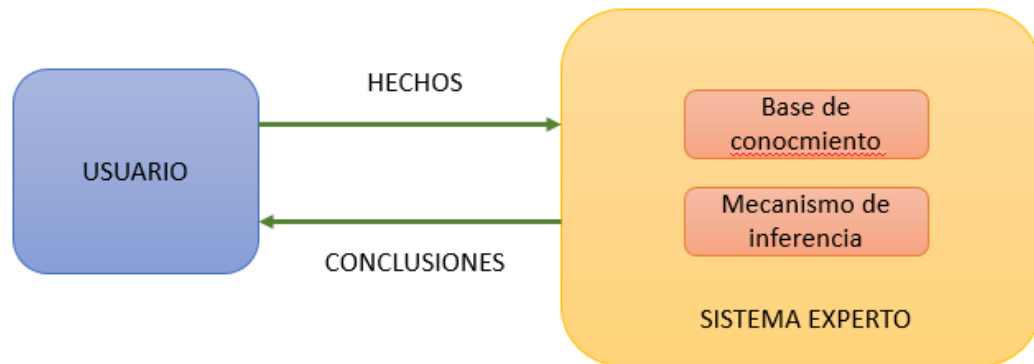 HECHOS
USUARIO
CONCLUSIONES
Base de
conocmiento
Mecanismo de
inferencia
SISTEMA EXPERTO